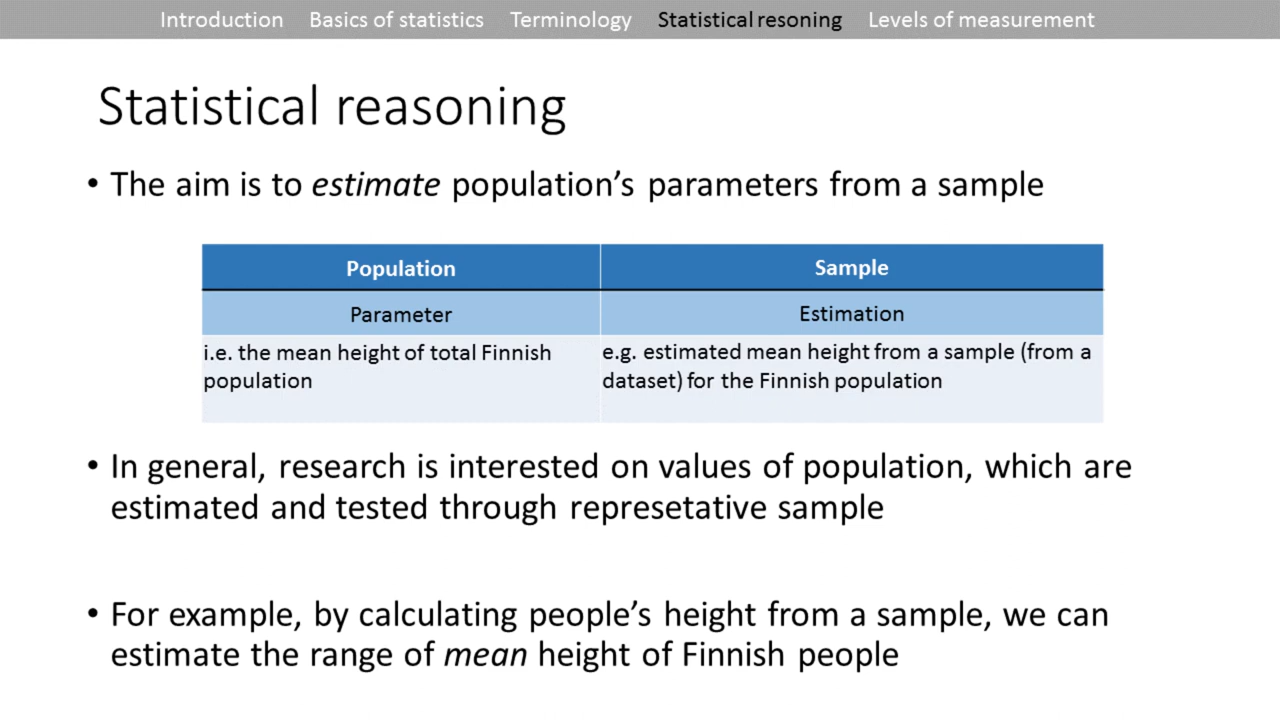 Introduction Basics of statistics Terminology Statistical resoning Levels of measurement
Statistical reasoning
• The aim is to estimate population’s parameters from a sample
Population Sample
Parameter Estimation
i.e. the mean height of total Finnish e.g. estimated mean height from a sample (from a
population dataset) for the Finnish population
• In general, research is interested on values of population, which are
estimated and tested through represetative sample
• For example, by calculating people’s height from a sample, we can
estimate the range of mean height of Finnish people